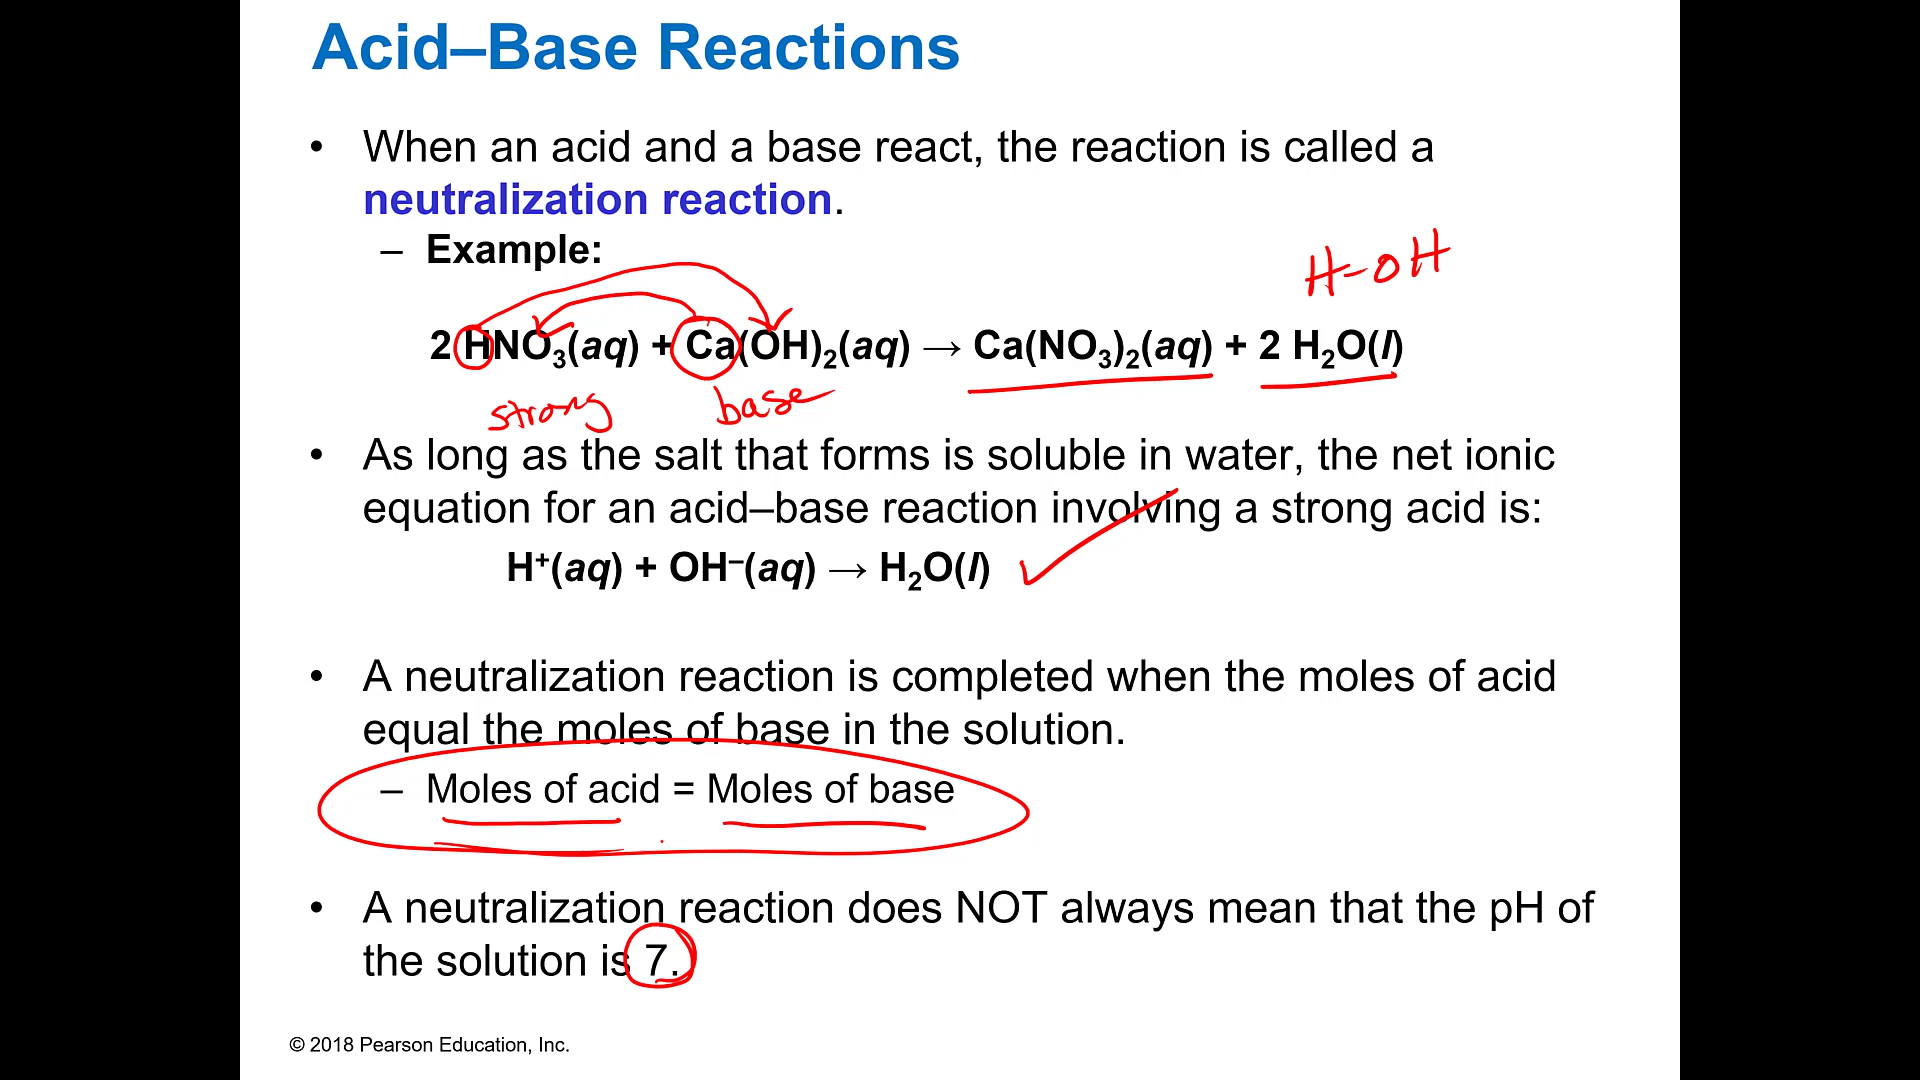 Acid–Base Reactions
• When an acid and a base react, the reaction is called a
neutralization reaction.
– Example:
H-OH
2 HNO₃(aq) + Ca(OH)₂(aq) → Ca(NO₃)₂(aq) + 2 H₂O(l)
strong base
• As long as the salt that forms is soluble in water, the net ionic
equation for an acid–base reaction involving a strong acid is:
H⁺(aq) + OH⁻(aq) → H₂O(l)
• A neutralization reaction is completed when the moles of acid
equal the moles of base in the solution.
– Moles of acid = Moles of base
• A neutralization reaction does NOT always mean that the pH of
the solution is 7.
© 2018 Pearson Education, Inc.